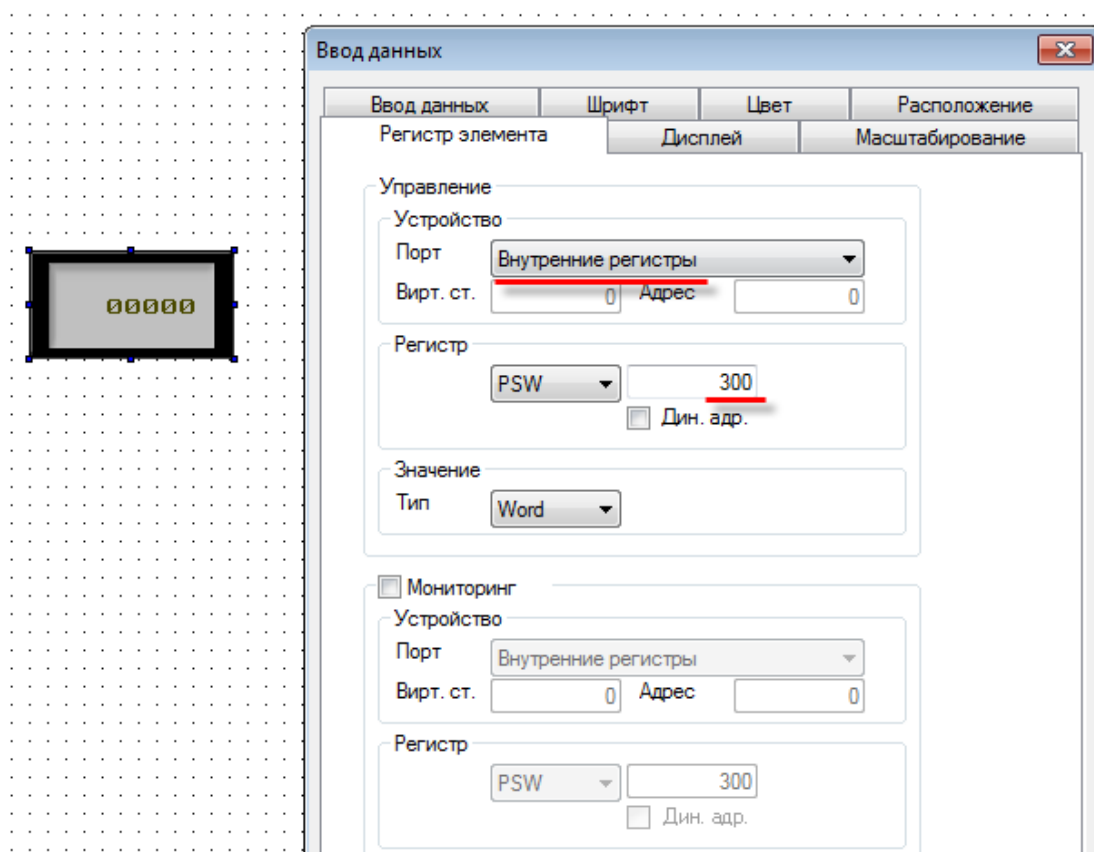 Ввод данных
Ввод данных Шрифт Цвет Расположение
Регистр элемента Дисплей Масштабирование
Управление
Устройство
Порт Внутренние регистры
Вирт. ст. 0 Адрес 0
00000
Регистр
PSW 300
Дин. адр.
Значение
Тип Word
Мониторинг
Устройство
Порт Внутренние регистры
Вирт. ст. 0 Адрес 0
Регистр
PSW 300
Дин. адр.